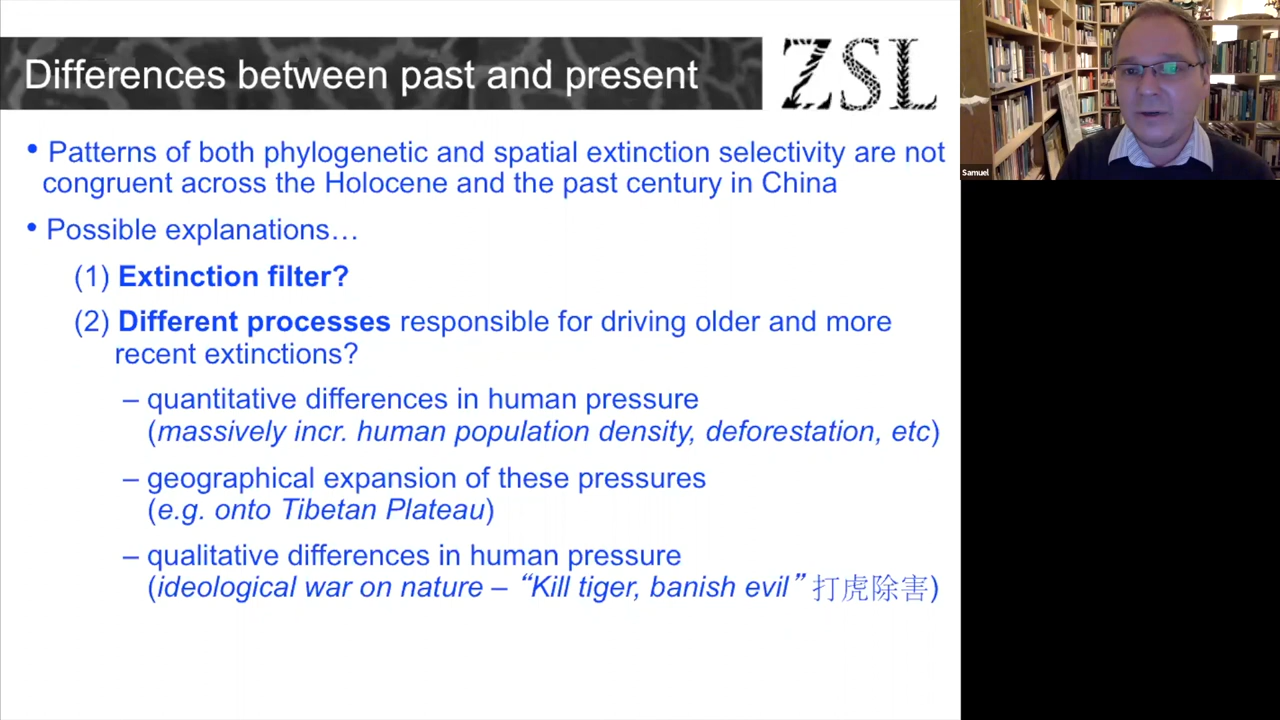 Differences between past and present
ZSL
• Patterns of both phylogenetic and spatial extinction selectivity are not
congruent across the Holocene and the past century in China
• Possible explanations…
(1) Extinction filter?
(2) Different processes responsible for driving older and more
recent extinctions?
– quantitative differences in human pressure
(massively incr. human population density, deforestation, etc)
– geographical expansion of these pressures
(e.g. onto Tibetan Plateau)
– qualitative differences in human pressure
(ideological war on nature – “Kill tiger, banish evil” 打虎除害)
Samuel